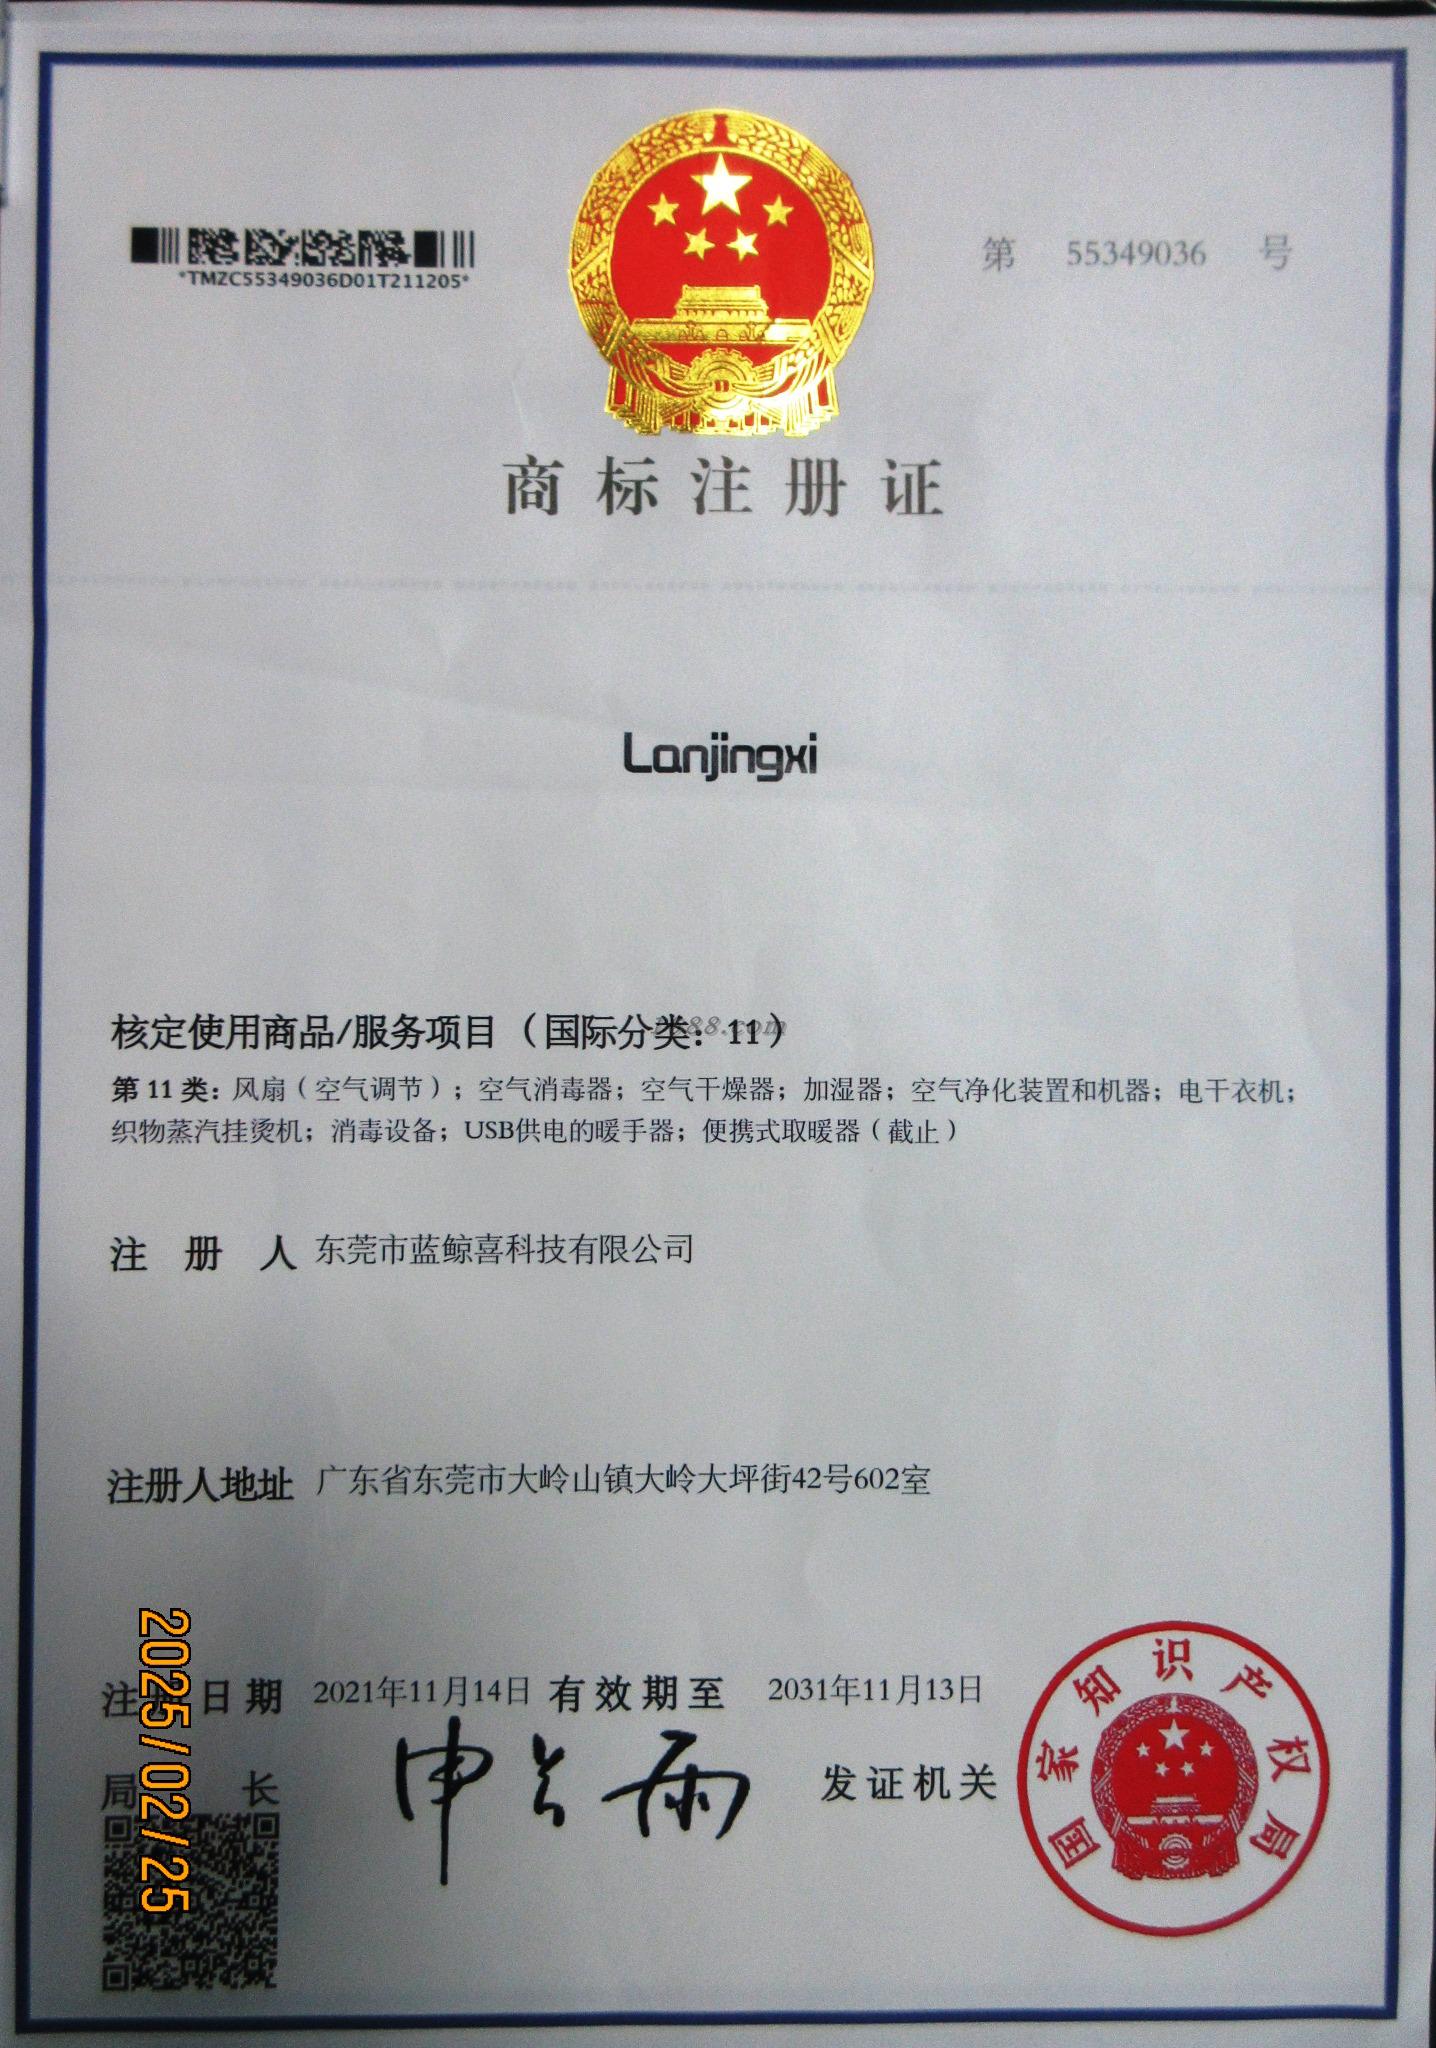 *TMZC55349036D01T211205*
第 55349036 号
商标注册证
Lanjingxi
核定使用商品/服务项目（国际分类：11）
1688.com
第 11 类：风扇（空气调节）；空气消毒器；空气干燥器；加湿器；空气净化装置和机器；电干衣机；
织物蒸汽挂烫机；消毒设备；USB供电的暖手器；便携式取暖器（截止）
注 册 人 东莞市蓝鲸喜科技有限公司
注册人地址 广东省东莞市大岭山镇大岭大坪街42号602室
注册日期 2021年11月14日 有效期至 2031年11月13日
局 长 申长雨 发证机关
国家知识产权局
2025/02/25